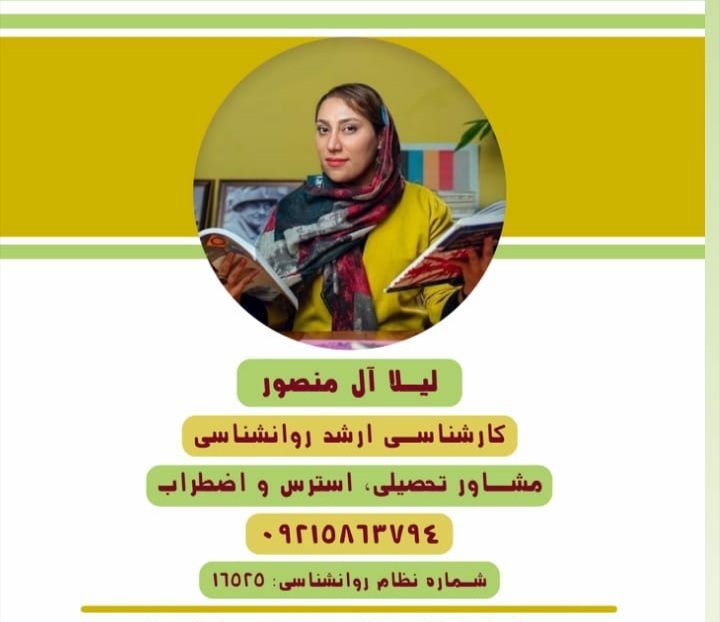 لیلا آل منصور
کارشناسی ارشد روانشناسی
مشاور تحصیلی، استرس و اضطراب
۰۹۲۱۵۸۶۳۷۹۴
شماره نظام روانشناسی: ۱۶۵۲۵